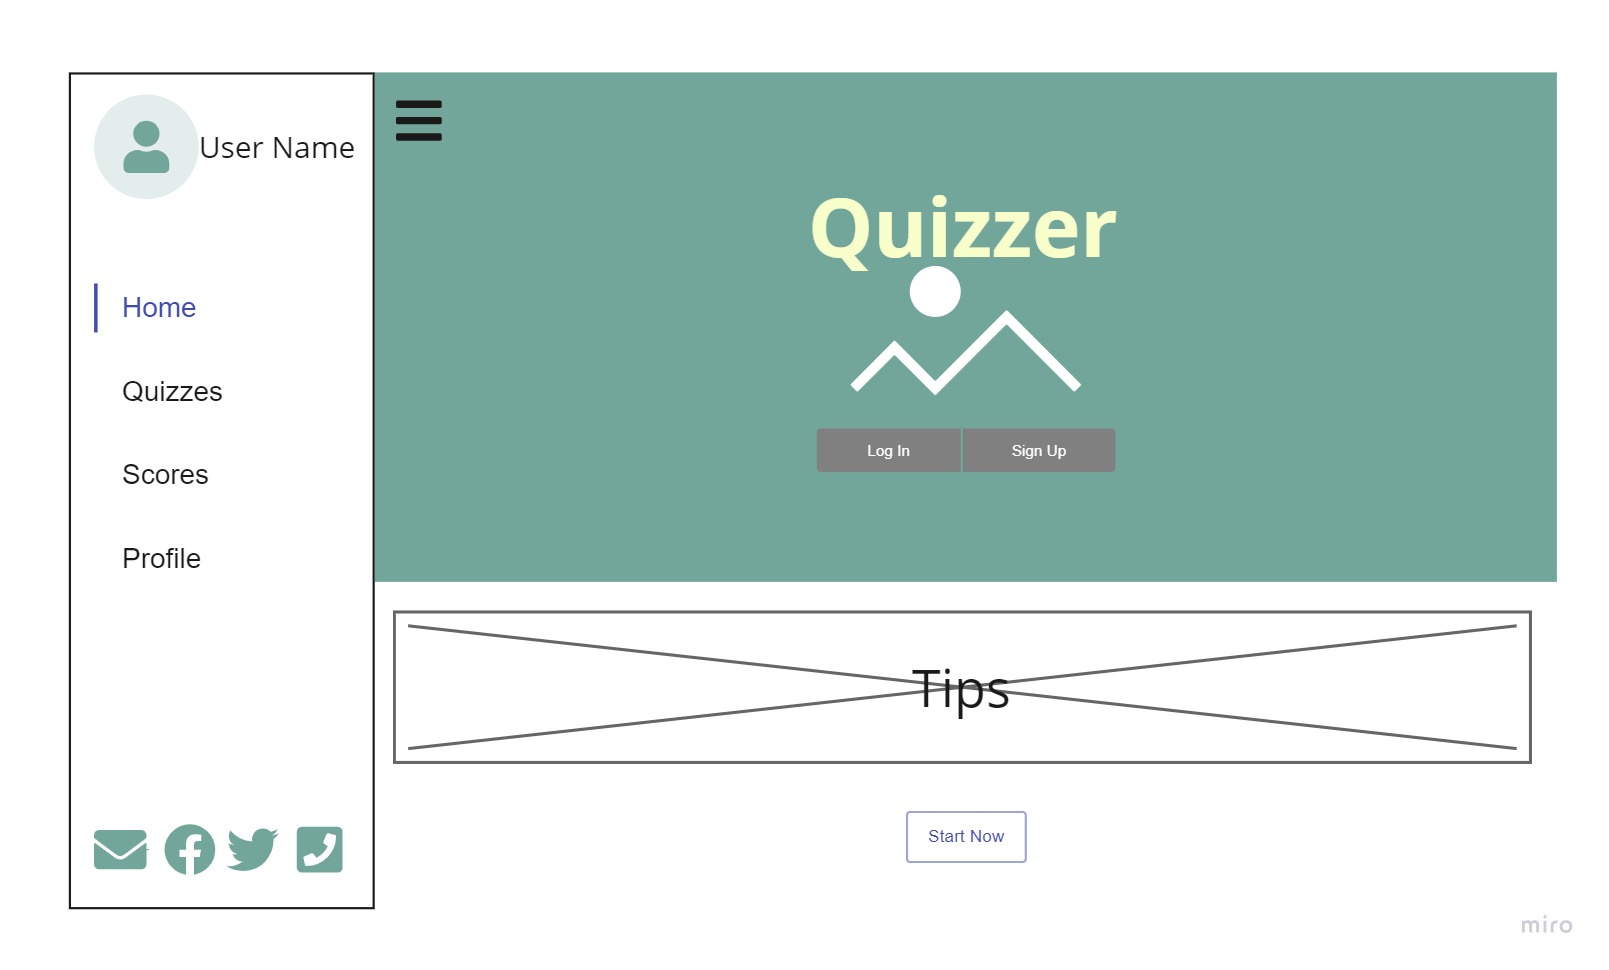 User Name
Home
Quizzes
Scores
Profile
Quizzer
Log In
Sign Up
Tips
Start Now
miro